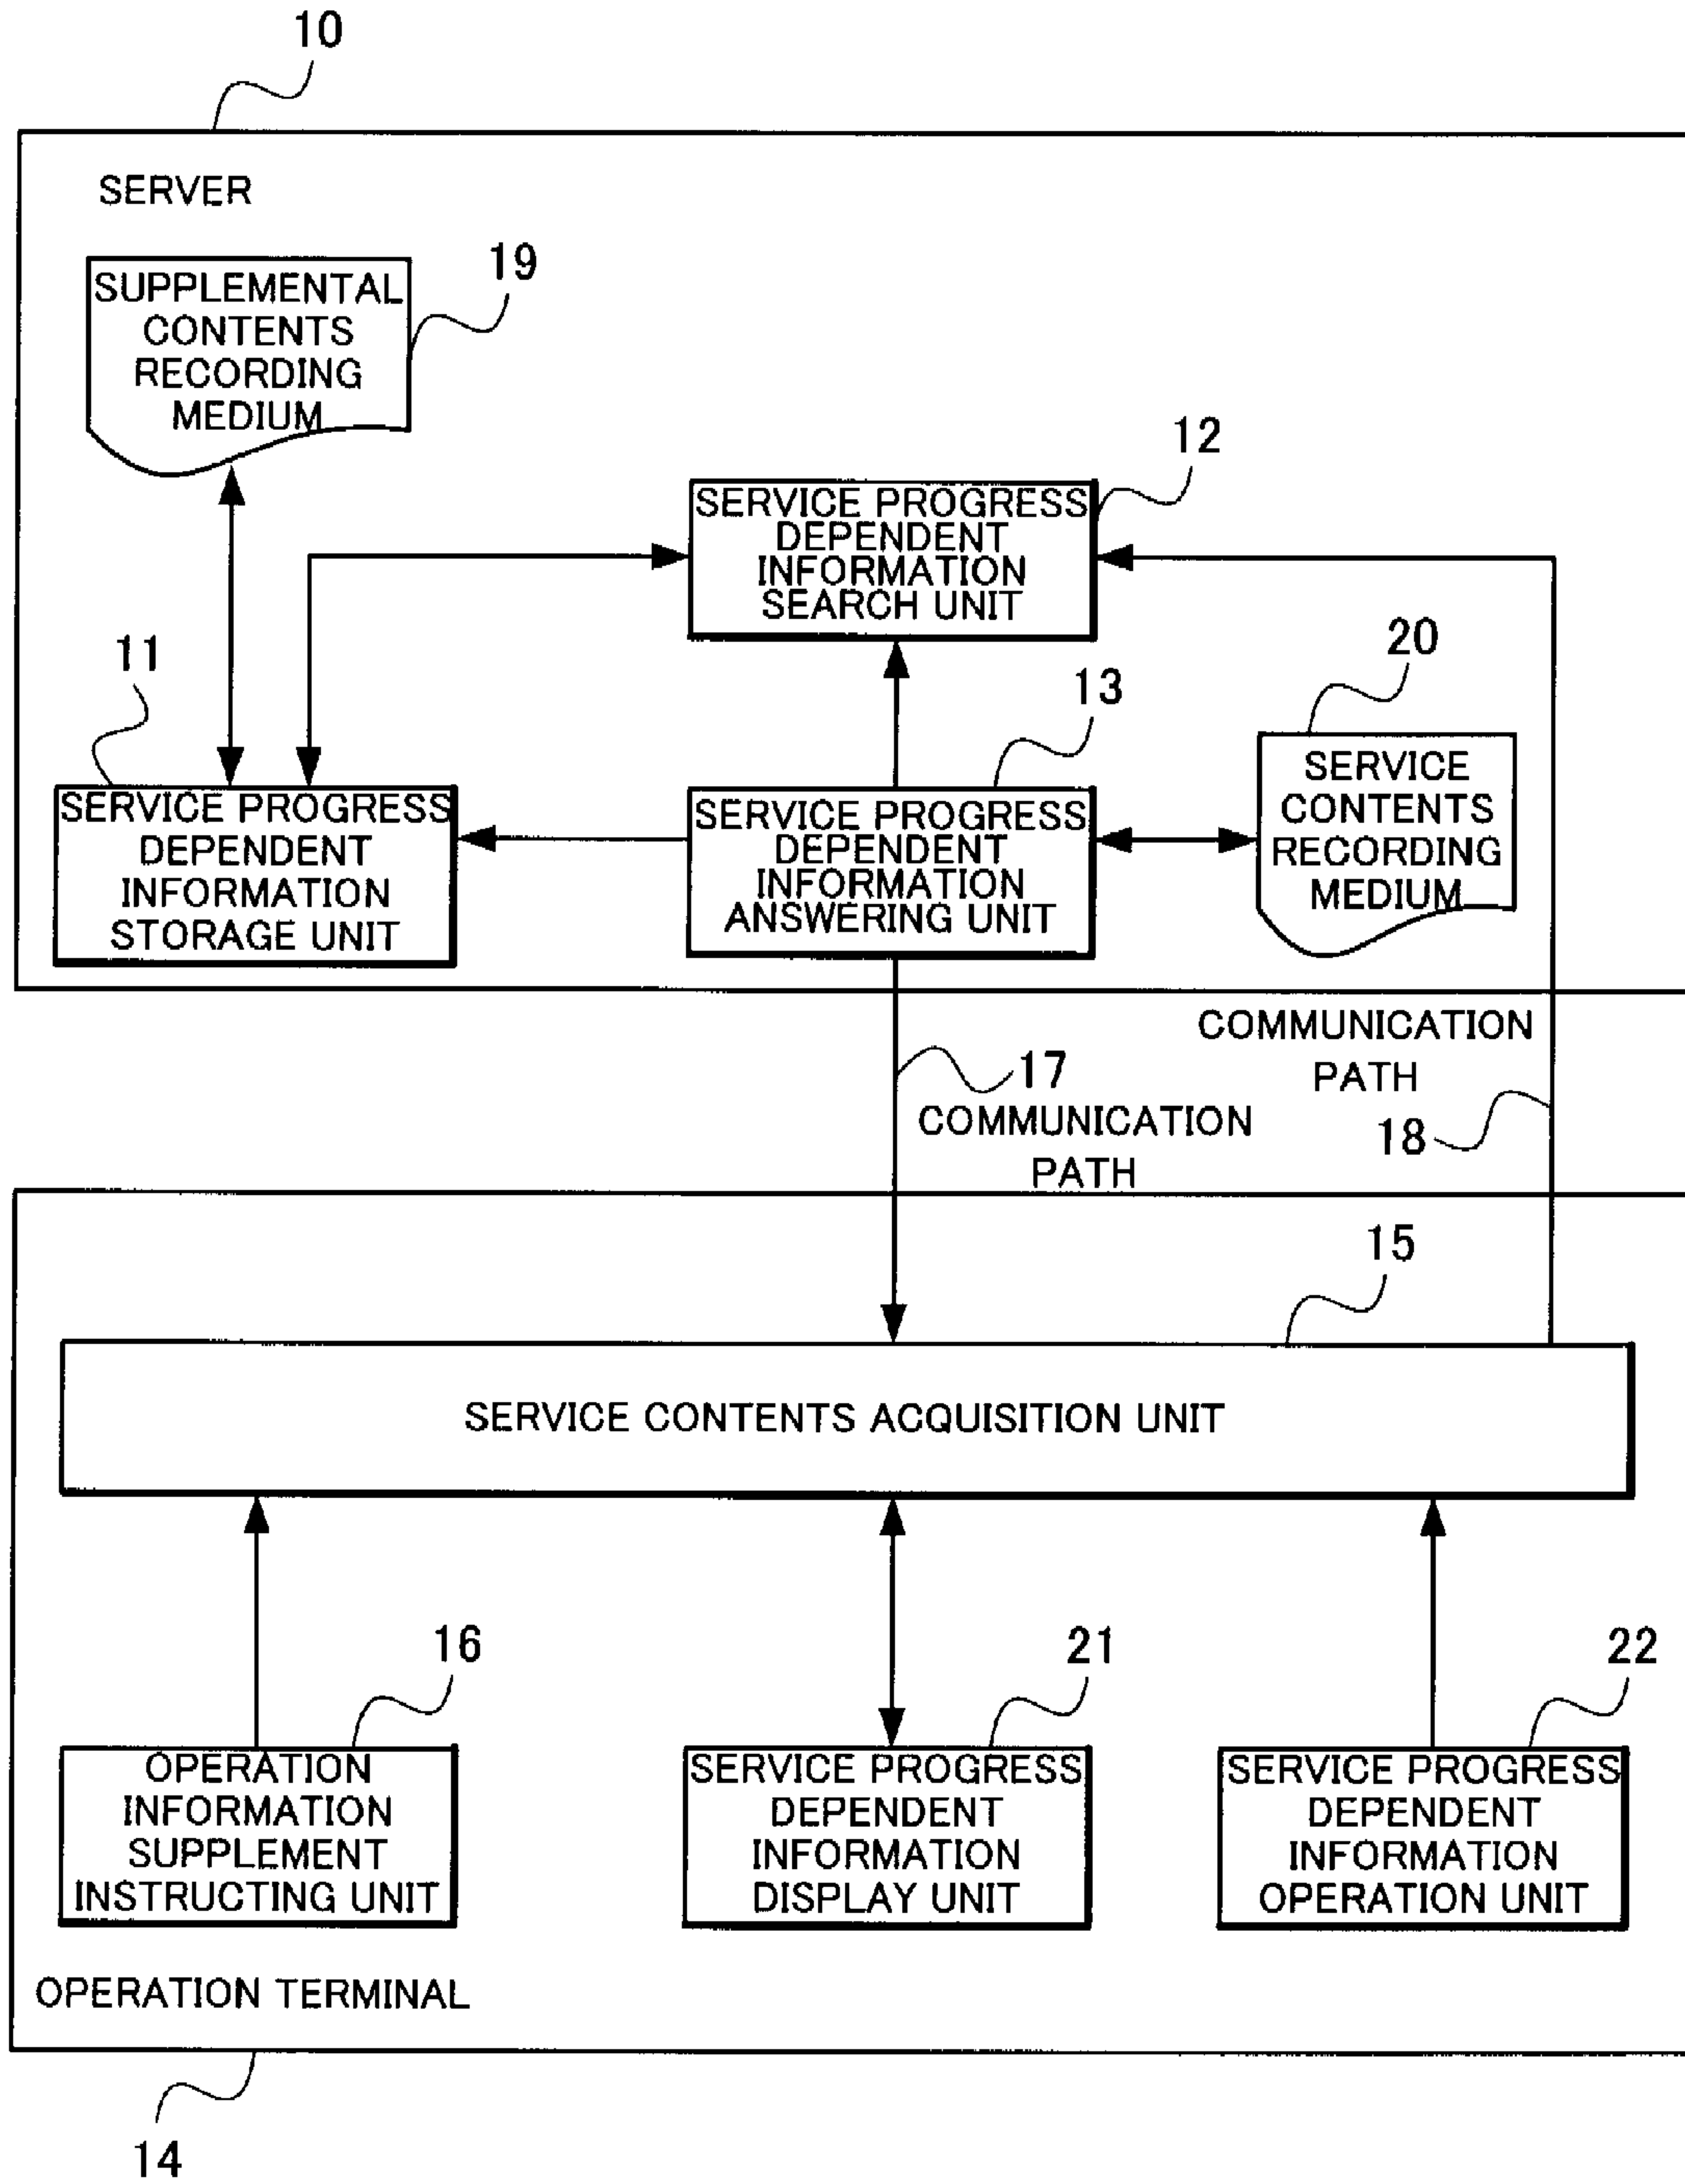 10
SERVER
19
SUPPLEMENTAL
CONTENTS
RECORDING
MEDIUM
12
SERVICE PROGRESS
DEPENDENT
INFORMATION
SEARCH UNIT
11
SERVICE PROGRESS
DEPENDENT
INFORMATION
STORAGE UNIT
13
SERVICE PROGRESS
DEPENDENT
INFORMATION
ANSWERING UNIT
20
SERVICE
CONTENTS
RECORDING
MEDIUM
17
COMMUNICATION
PATH
COMMUNICATION
PATH
18
15
SERVICE CONTENTS ACQUISITION UNIT
16
OPERATION
INFORMATION
SUPPLEMENT
INSTRUCTING UNIT
21
SERVICE PROGRESS
DEPENDENT
INFORMATION
DISPLAY UNIT
22
SERVICE PROGRESS
DEPENDENT
INFORMATION
OPERATION UNIT
OPERATION TERMINAL
14